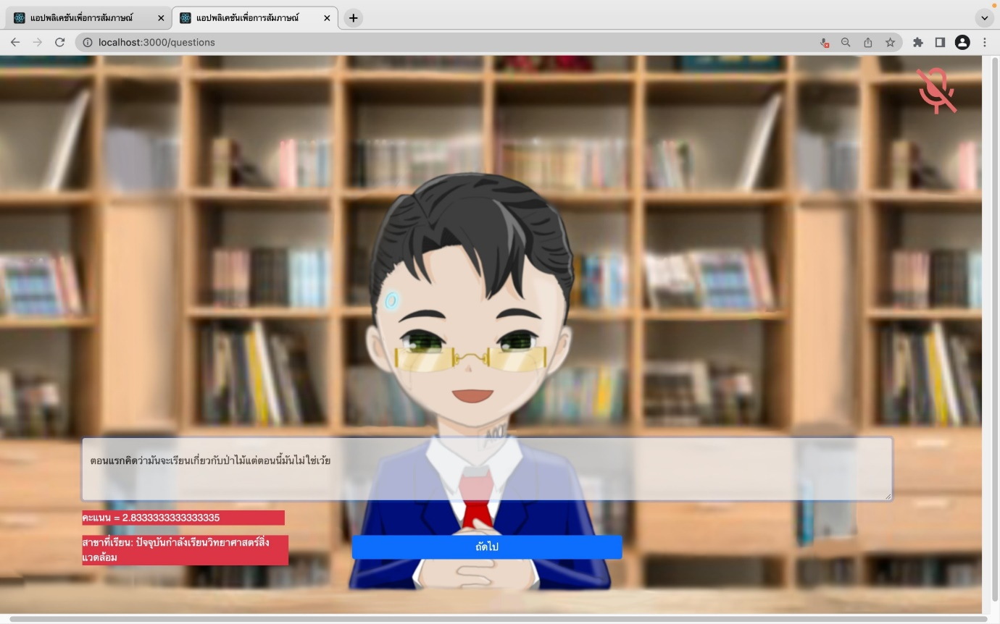 แอปพลิเคชันเพื่อการสัมภาษณ์
แอปพลิเคชันเพื่อการสัมภาษณ์
localhost:3000/questions
ตอนแรกคิดว่ามันจะเรียนเกี่ยวกับป่าไม้แต่ตอนนี้มันไม่ใช่เว้ย
คะแนน = 2.8333333333333335
สาขาที่เรียน: ปัจจุบันกำลังเรียนวิทยาศาสตร์สิ่ง
แวดล้อม
ถัดไป